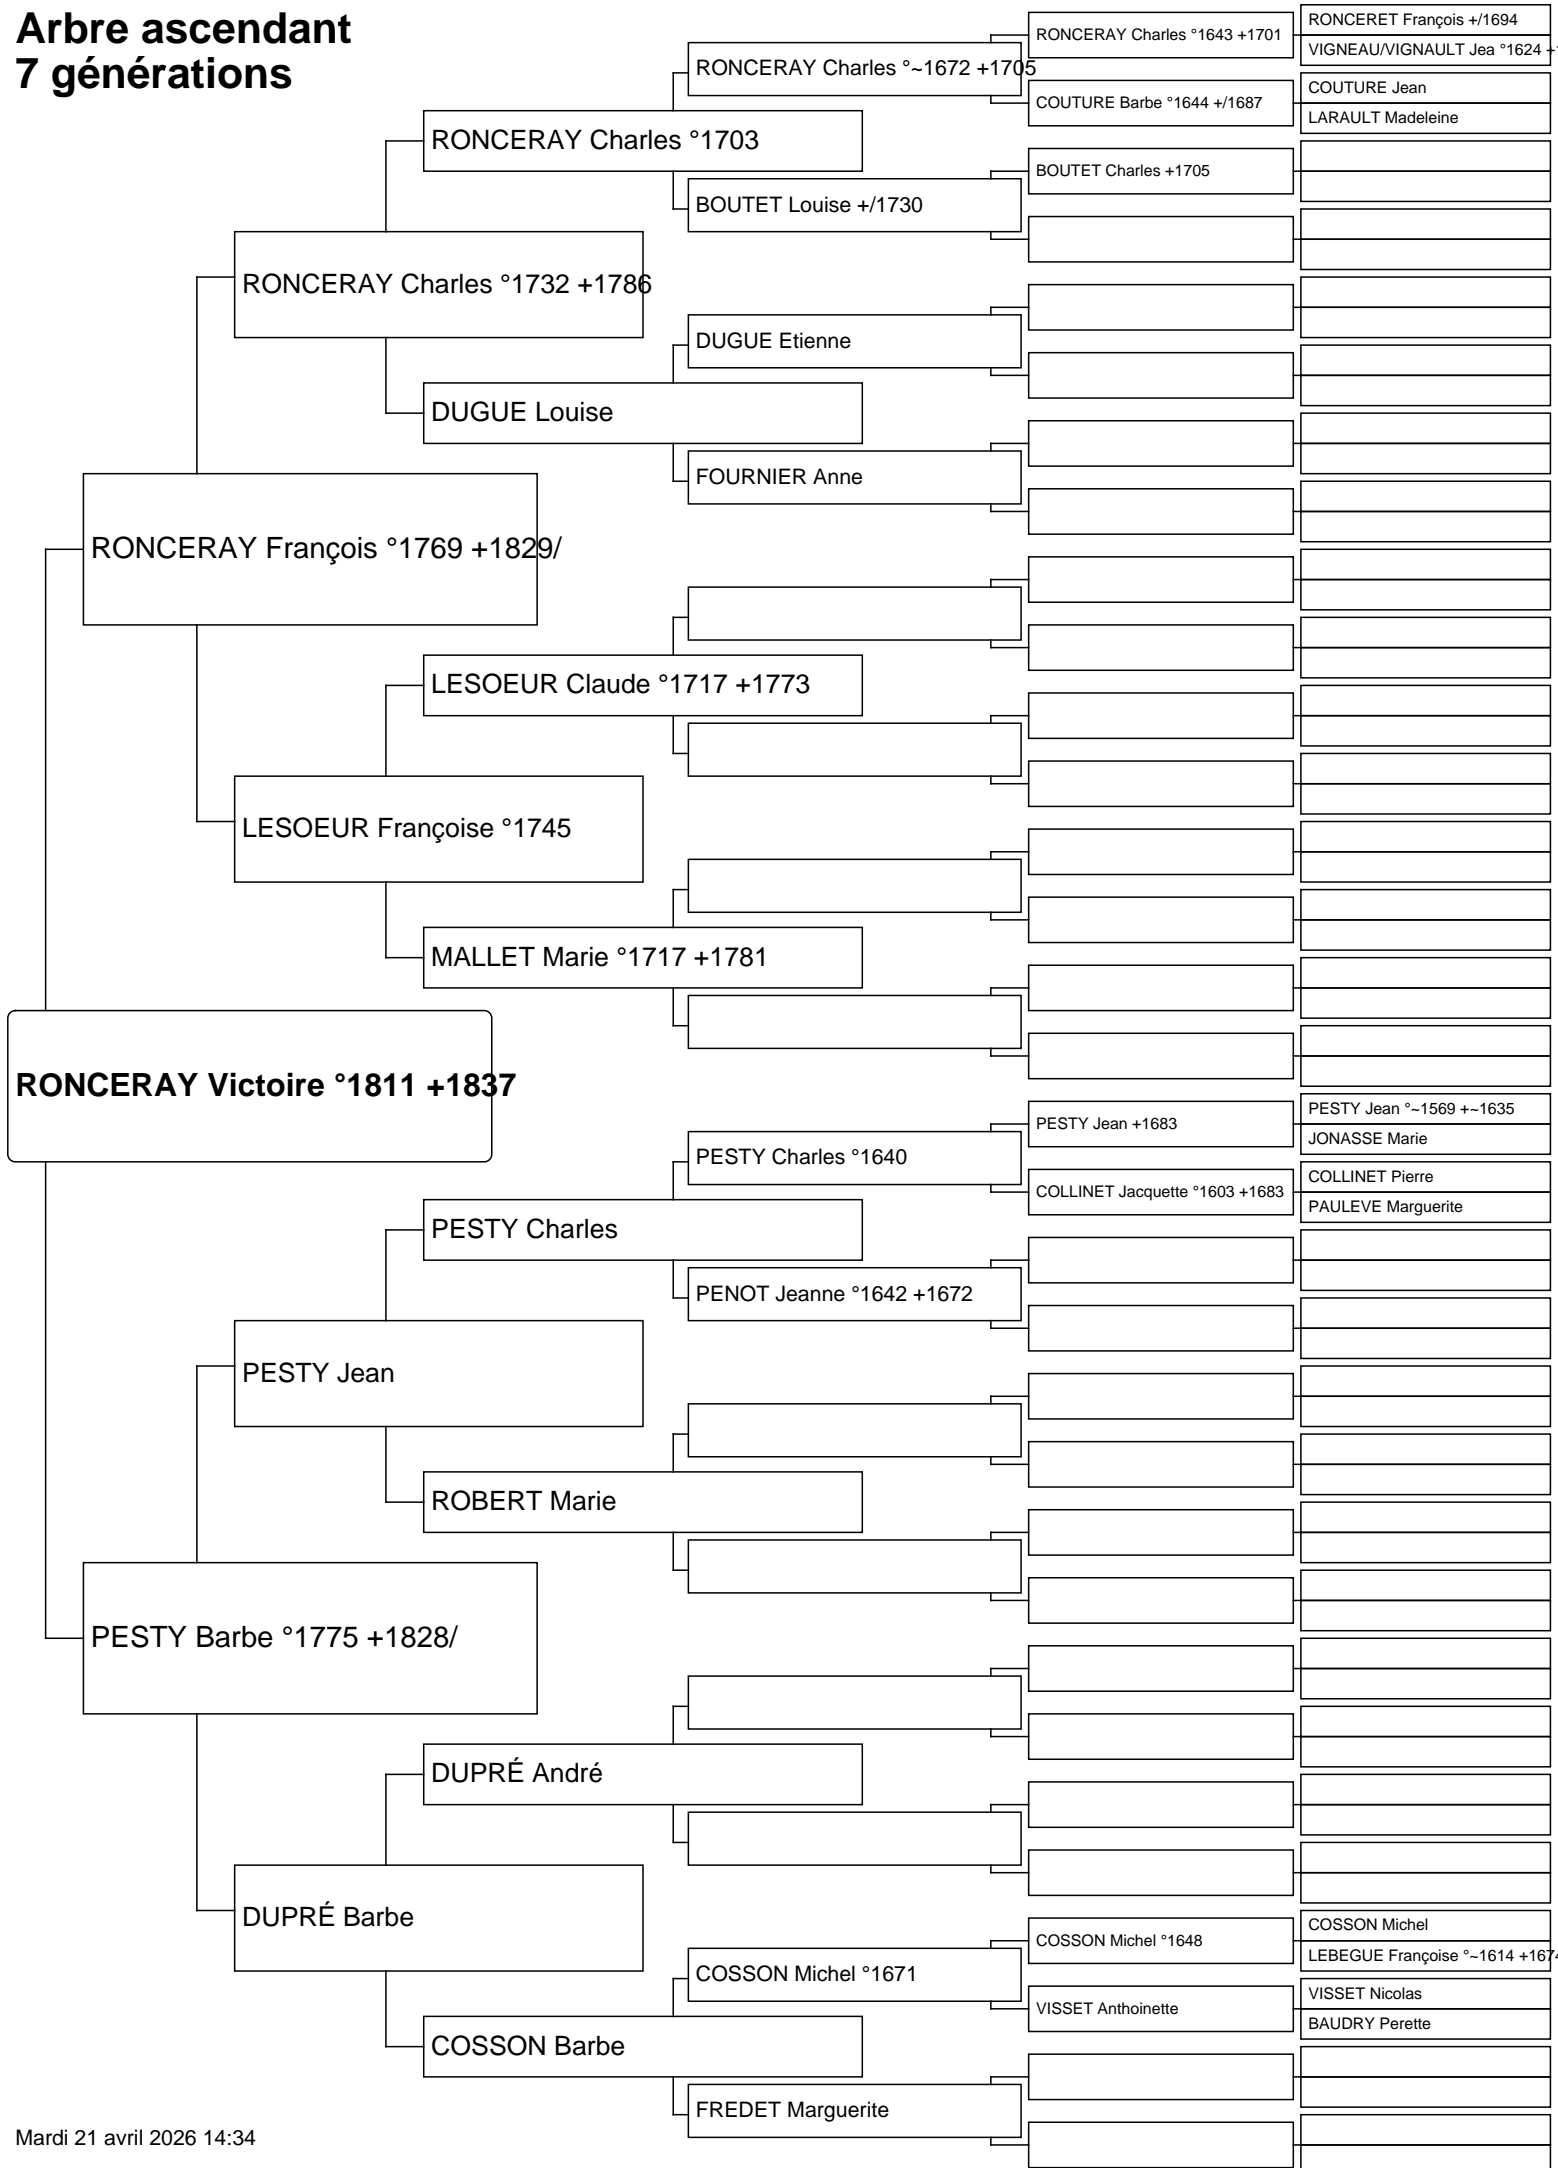 Arbre ascendant
7 générations
RONCERAY Charles °1643 +1701
RONCERET François +/1694
VIGNEAU/VIGNAULT Jea °1624 +
RONCERAY Charles °~1672 +1705
COUTURE Barbe °1644 +/1687
COUTURE Jean
LARAULT Madeleine
RONCERAY Charles °1703
BOUTET Charles +1705
BOUTET Louise +/1730
RONCERAY Charles °1732 +1786
DUGUE Etienne
DUGUE Louise
FOURNIER Anne
RONCERAY François °1769 +1829/
LESOEUR Claude °1717 +1773
LESOEUR Françoise °1745
MALLET Marie °1717 +1781
RONCERAY Victoire °1811 +1837
PESTY Jean +1683
PESTY Jean °~1569 +~1635
JONASSE Marie
PESTY Charles °1640
COLLINET Jacquette °1603 +1683
COLLINET Pierre
PAULEVE Marguerite
PESTY Charles
PENOT Jeanne °1642 +1672
PESTY Jean
ROBERT Marie
PESTY Barbe °1775 +1828/
DUPRÉ André
DUPRÉ Barbe
COSSON Michel °1648
COSSON Michel
LEBEGUE Françoise °~1614 +1674
COSSON Michel °1671
VISSET Anthoinette
VISSET Nicolas
BAUDRY Perette
COSSON Barbe
FREDET Marguerite
Mardi 21 avril 2026 14:34